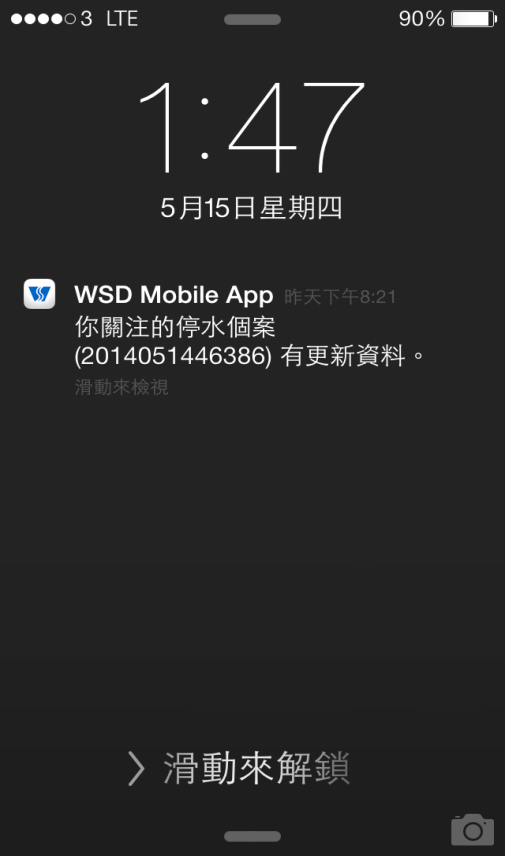 3 LTE 90%
1:47
5月15日星期四
WSD Mobile App 昨天下午8:21
你關注的停水個案
(2014051446386) 有更新資料。
滑動來檢視
滑動來解鎖